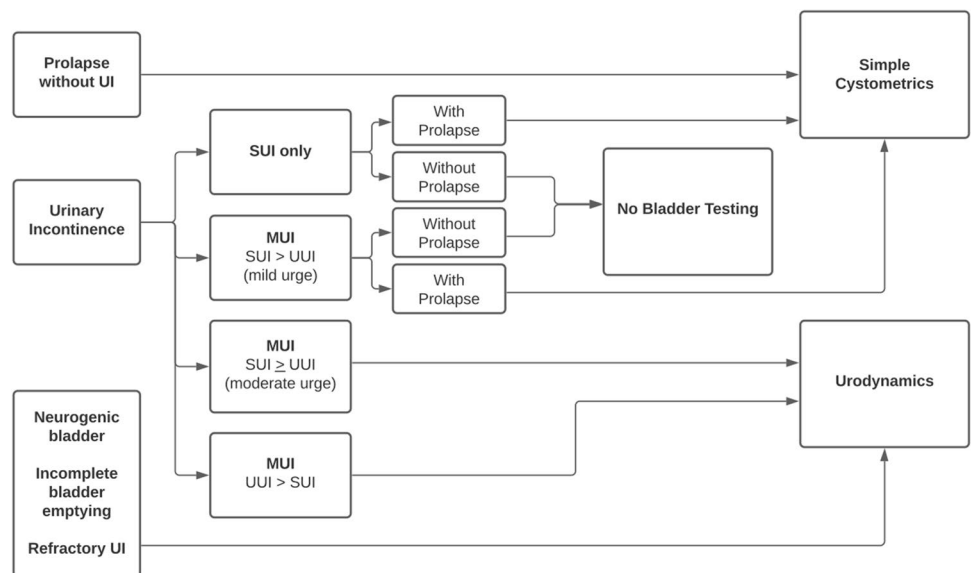 Prolapse
without UI
Simple
Cystometrics
With
Prolapse
SUI only
Without
Prolapse
No Bladder Testing
Urinary
Incontinence
MUI
SUI > UUI
(mild urge)
Without
Prolapse
With
Prolapse
MUI
SUI ≥ UUI
(moderate urge)
Urodynamics
Neurogenic
bladder
Incomplete
bladder
emptying
Refractory UI
MUI
UUI > SUI